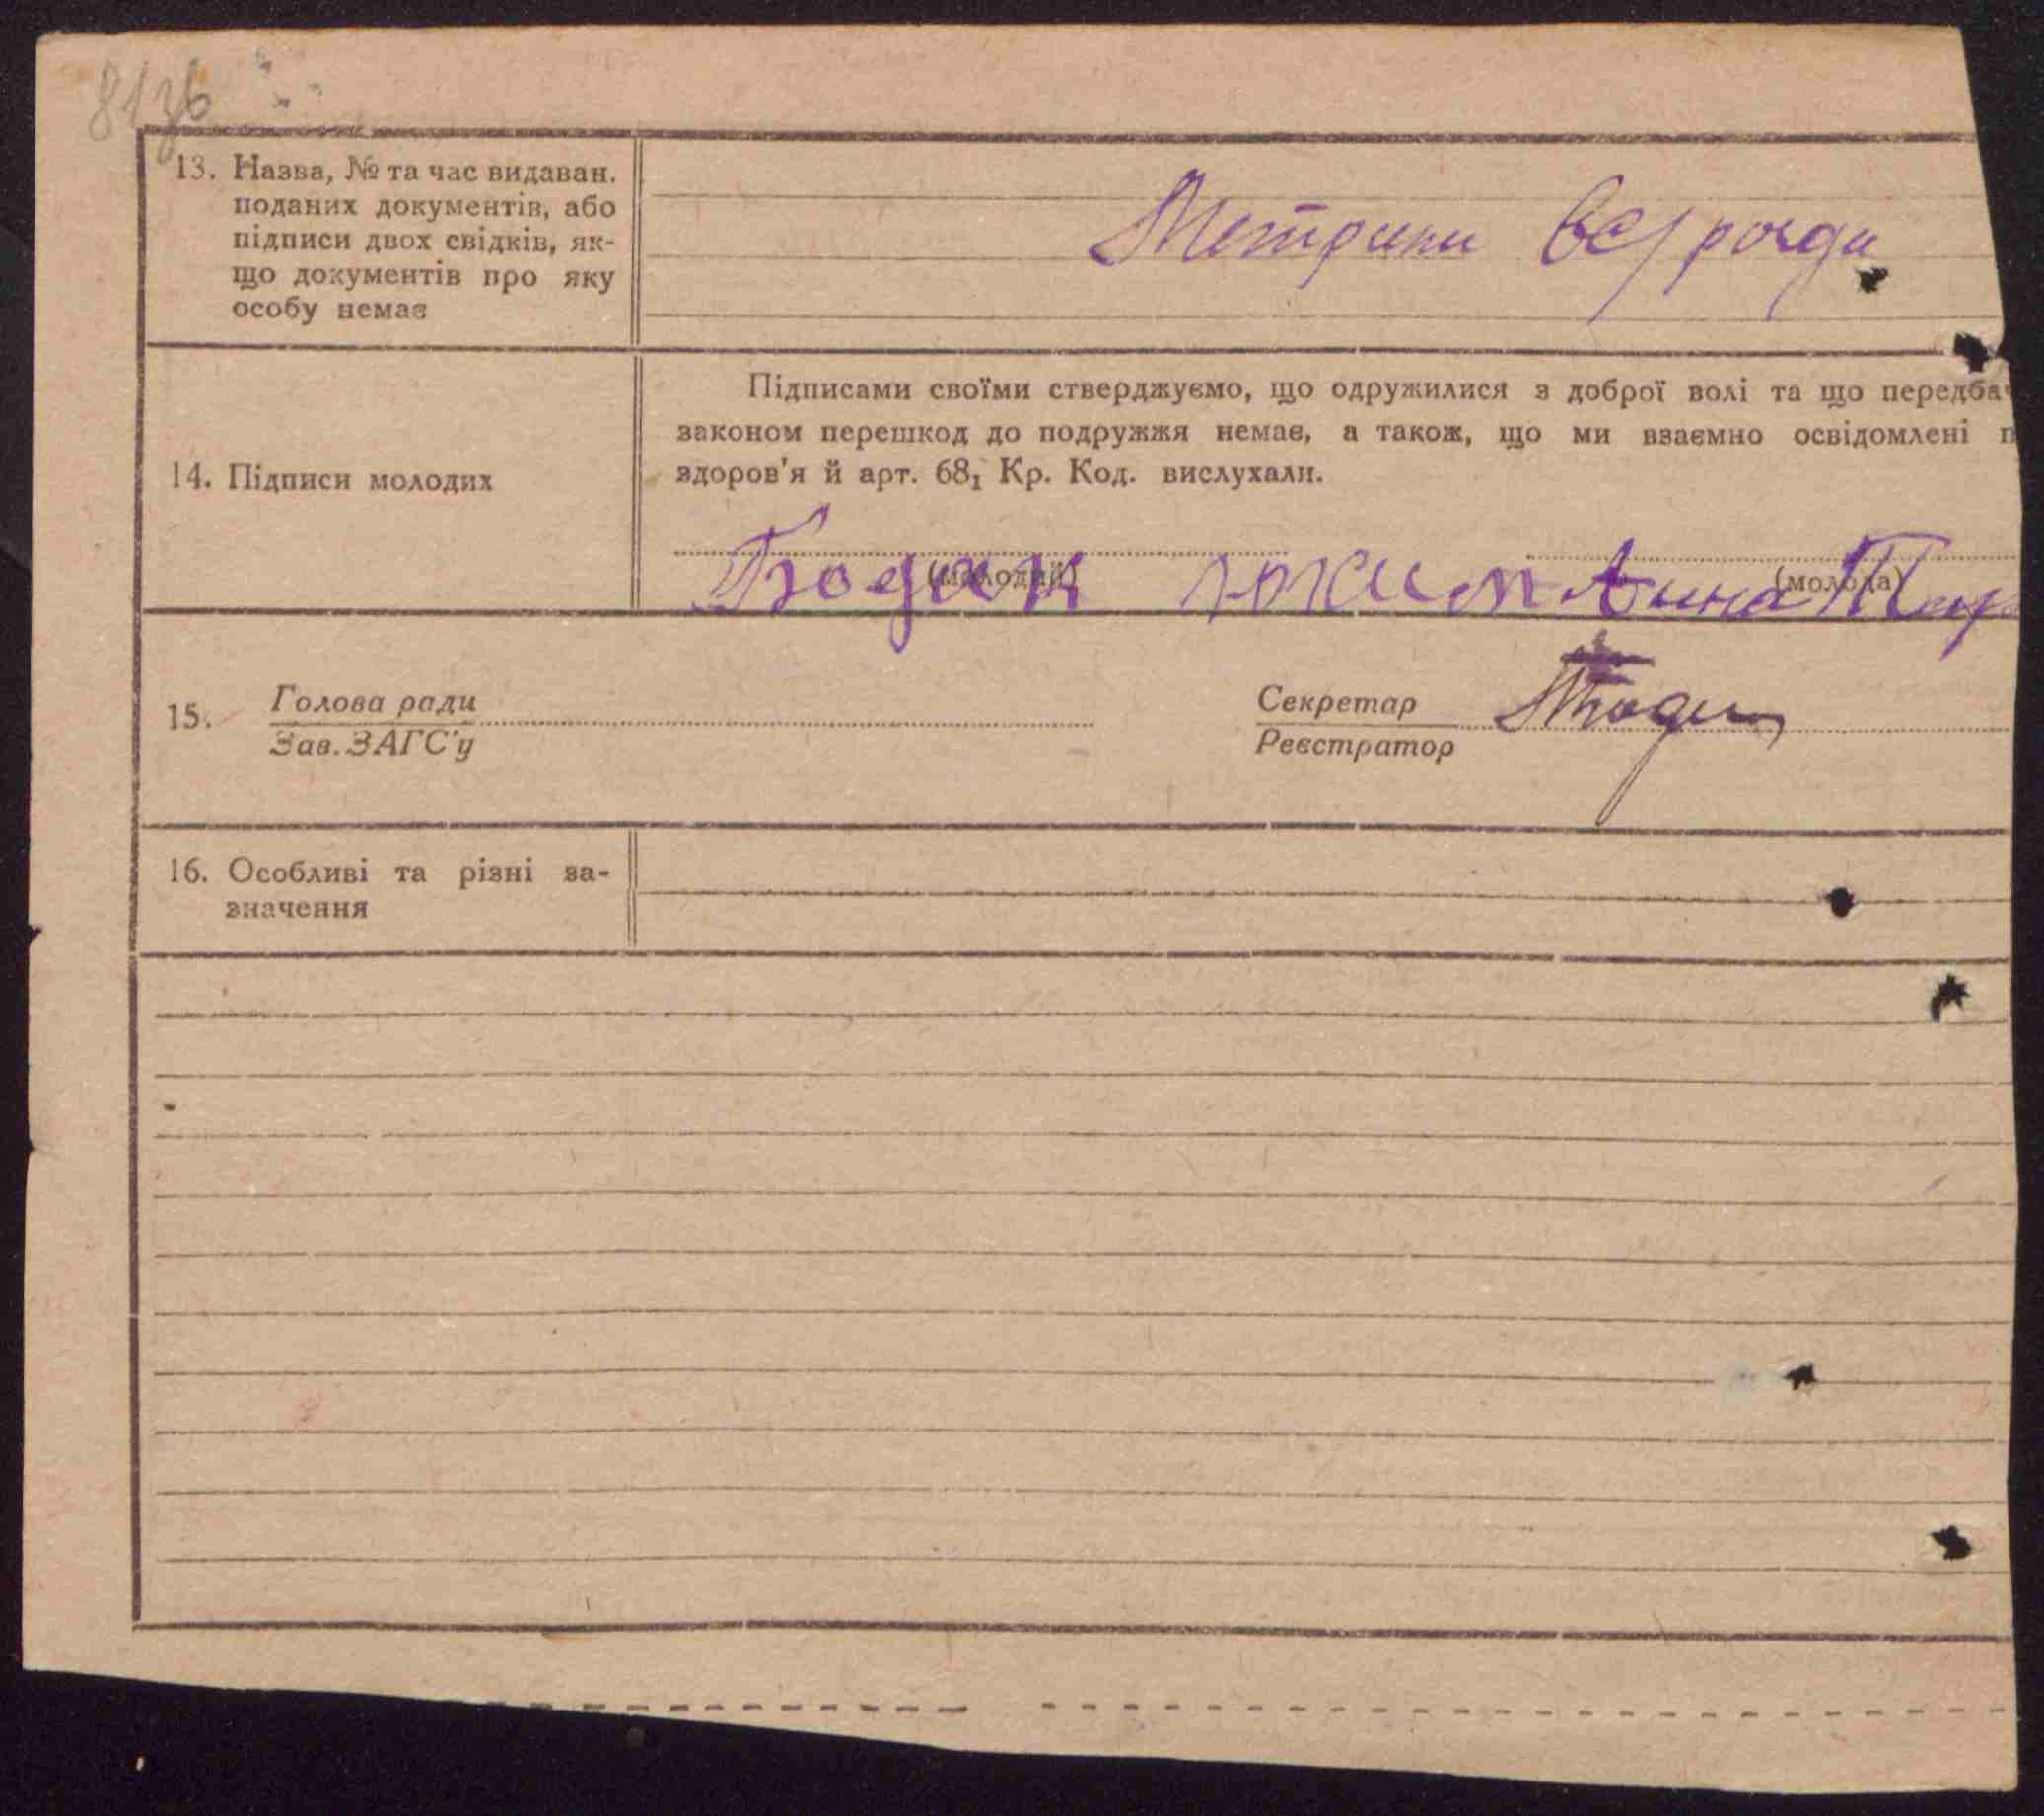 81зв
13. Назва, № та час видаван.
поданих документів, або
підписи двох свідків, як-
що документів про яку
особу немає
Метрики
14. Підписи молодих
Підписами своїми стверджуємо, що одружилися з доброї волі та що передбач
законом перешкод до подружжя немає, а також, що ми взаємно освідомлені п
здоров'я й арт. 68₁ Кр. Код. вислухали.
(молодий) (молода)
Анна
15. Голова ради
Зав. ЗАГС'у
Секретар
Реєстратор
16. Особливі та різні за-
значення